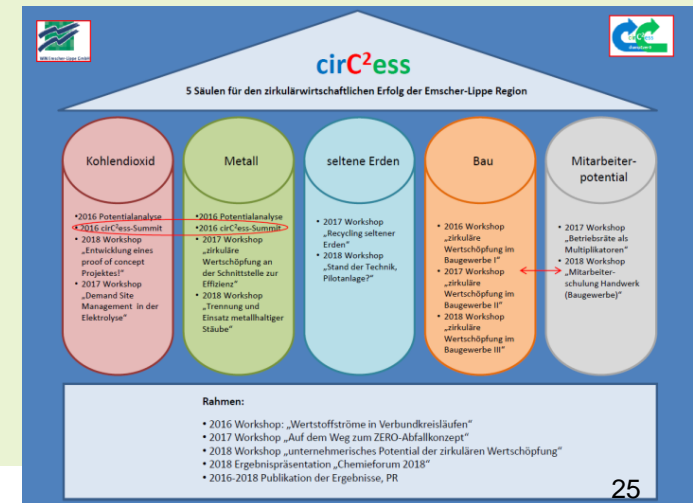 WiN Emscher-Lippe GmbH
cirC²ess
5 Säulen für den zirkulärwirtschaftlichen Erfolg der Emscher-Lippe Region
Kohlendioxid
•2016 Potentialanalyse
•2016 cirC²ess-Summit
• 2018 Workshop
„Entwicklung eines
proof of concept
Projektes!"
• 2017 Workshop
„Demand Site
Management in der
Elektrolyse"
Metall
•2016 Potentialanalyse
•2016 cirC²ess-Summit
• 2017 Workshop
„zirkuläre
Wertschöpfung an
der Schnittstelle zur
Effizienz"
• 2018 Workshop
„Trennung und
Einsatz metallhaltiger
Stäube"
seltene Erden
• 2017 Workshop
„Recycling seltener
Erden"
• 2018 Workshop
„Stand der Technik,
Pilotanlage?"
Bau
• 2016 Workshop
„zirkuläre
Wertschöpfung im
Baugewerbe I"
• 2017 Workshop
„zirkuläre
Wertschöpfung im
Baugewerbe II"
• 2018 Workshop
„zirkuläre
Wertschöpfung im
Baugewerbe III"
Mitarbeiter-
potential
• 2017 Workshop
„Betriebsräte als
Multiplikatoren"
• 2018 Workshop
„Mitarbeiter-
schulung Handwerk
(Baugewerbe)"
Rahmen:
• 2016 Workshop: „Wertstoffströme in Verbundkreisläufen"
• 2017 Workshop „Auf dem Weg zum ZERO-Abfallkonzept"
• 2018 Workshop „unternehmerisches Potential der zirkulären Wertschöpfung"
• 2018 Ergebnispräsentation „Chemieforum 2018"
• 2016-2018 Publikation der Ergebnisse, PR
25